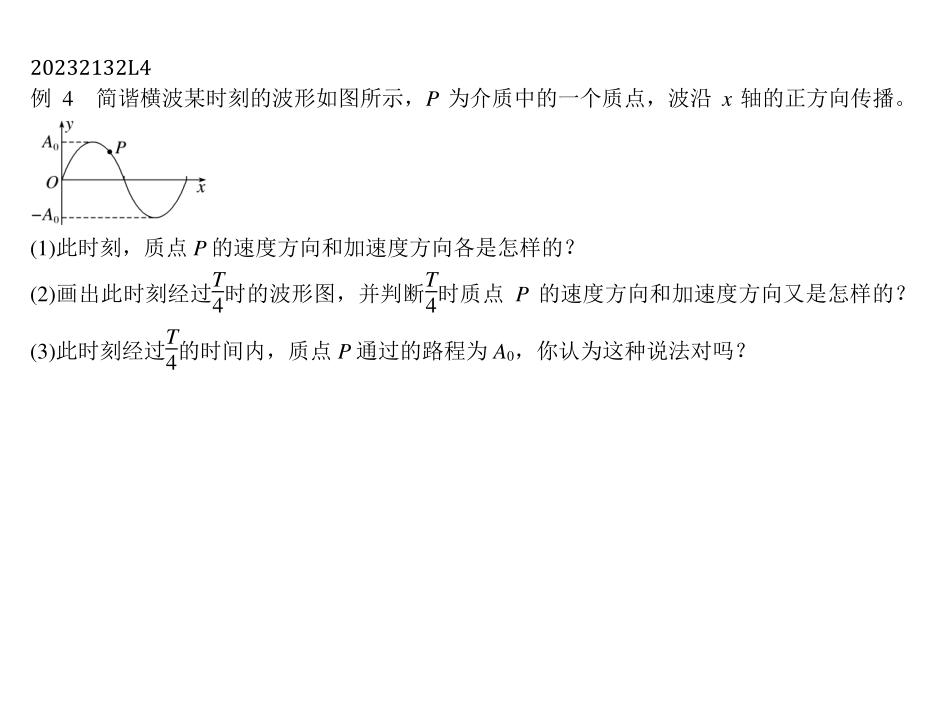 20232132L4
例 4 简谐横波某时刻的波形如图所示，P 为介质中的一个质点，波沿 x 轴的正方向传播。
y
A₀
P
O
x
−A₀
(1)此时刻，质点 P 的速度方向和加速度方向各是怎样的？
(2)画出此时刻经过T/4时的波形图，并判断T/4时质点 P 的速度方向和加速度方向又是怎样的？
(3)此时刻经过T/4的时间内，质点 P 通过的路程为 A₀，你认为这种说法对吗？